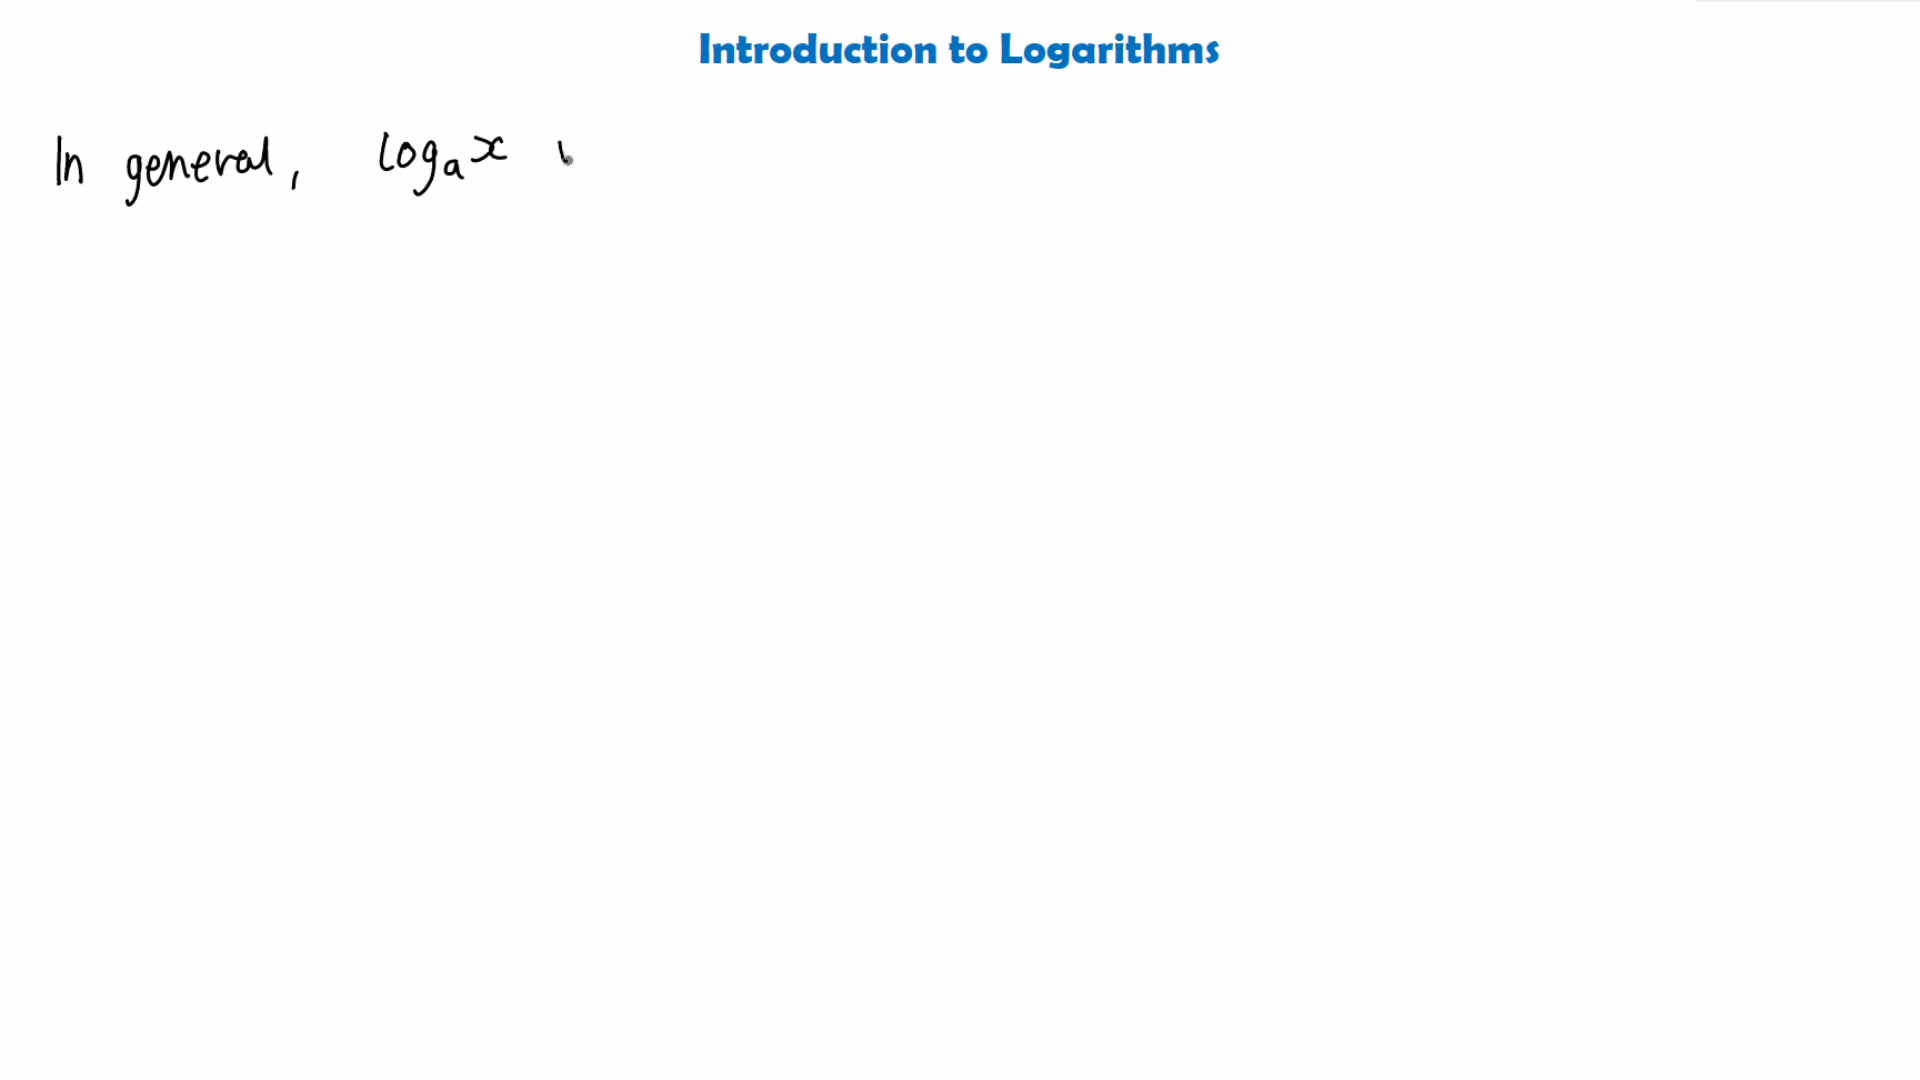 Introduction to Logarithms
In general, logₐx